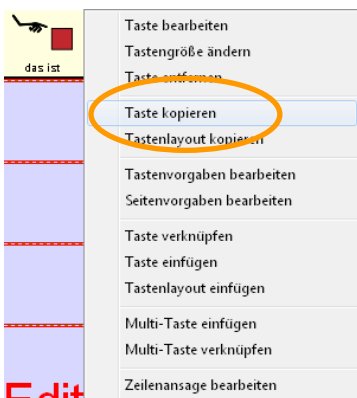 das ist
Taste bearbeiten
Tastengröße ändern
Taste entfernen
Taste kopieren
Tastenlayout kopieren
Tastenvorgaben bearbeiten
Seitenvorgaben bearbeiten
Taste verknüpfen
Taste einfügen
Tastenlayout einfügen
Multi-Taste einfügen
Multi-Taste verknüpfen
Zeilenansage bearbeiten
Edit